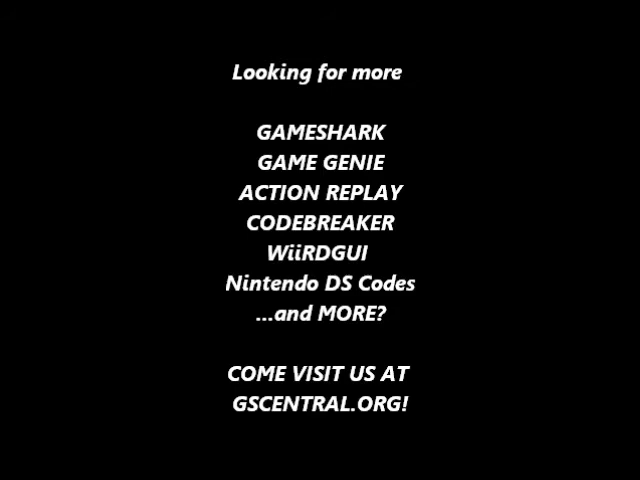 Looking for more
GAMESHARK
GAME GENIE
ACTION REPLAY
CODEBREAKER
WiiRDGUI
Nintendo DS Codes
...and MORE?
COME VISIT US AT
GSCENTRAL.ORG!